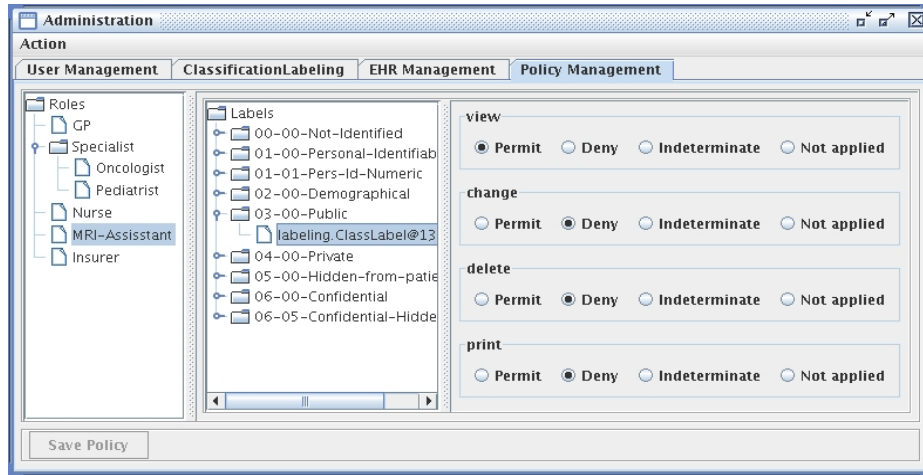 Administration
Action
User Management
ClassificationLabeling
EHR Management
Policy Management
Roles
GP
Specialist
Oncologist
Pediatrist
Nurse
MRI-Assisstant
Insurer
Labels
00-00-Not-Identified
01-00-Personal-Identifiab
01-01-Pers-Id-Numeric
02-00-Demographical
03-00-Public
labeling.ClassLabel@13
04-00-Private
05-00-Hidden-from-patie
06-00-Confidential
06-05-Confidential-Hidde
view
Permit Deny Indeterminate Not applied
change
Permit Deny Indeterminate Not applied
delete
Permit Deny Indeterminate Not applied
print
Permit Deny Indeterminate Not applied
Save Policy